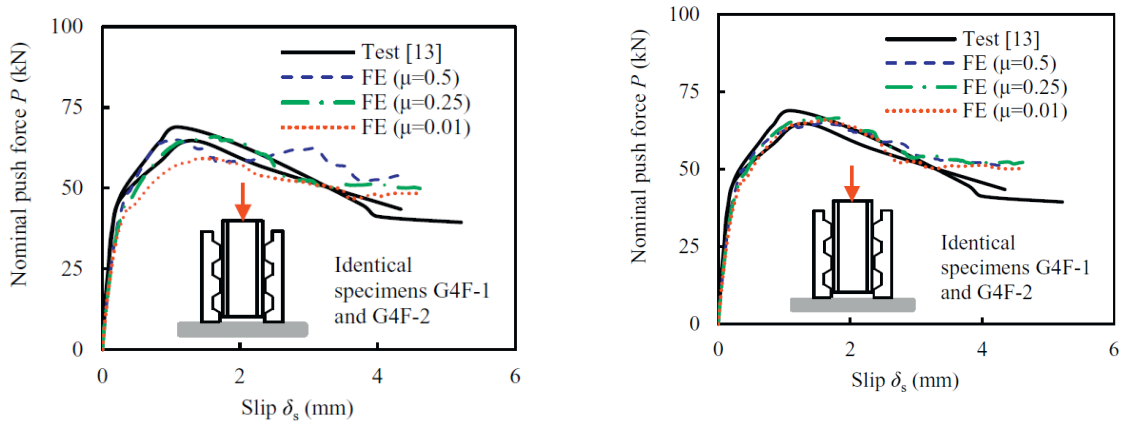 100
75
50
25
0
Nominal push force P (kN)
Test [13]
FE (μ=0.5)
FE (μ=0.25)
FE (μ=0.01)
Identical
specimens G4F-1
and G4F-2
0 2 4 6
Slip δs (mm)
100
75
50
25
0
Nominal push force P (kN)
Test [13]
FE (μ=0.5)
FE (μ=0.25)
FE (μ=0.01)
Identical
specimens G4F-1
and G4F-2
0 2 4 6
Slip δs (mm)